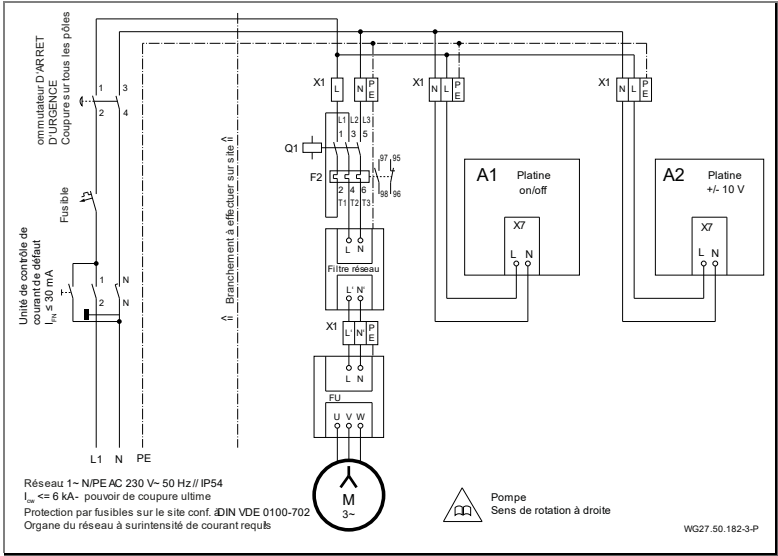 ommutateur D'ARRET
D'URGENCE
Coupure sur tous les pôles
1 3
2 4
Fusible
Unité de contrôle de
courant de défaut
I FN ≤ 30 mA
1 N
2 N
L1 N PE
<= Branchement à effectuer sur site =>
X1 L N PE
L1 L2 L3
1 3 5
Q1
97 95
F2
98 96
2 4 6
T1 T2 T3
L N
Filtre réseau
L' N'
X1 L' N' PE
L N
FU
U V W
M
3~
X1 N L PE
A1 Platine
on/off
X7
L N
X1 N L PE
A2 Platine
+/- 10 V
X7
L N
Réseau: 1~ N/PE AC 230 V~ 50 Hz // IP54
Icw <= 6 kA - pouvoir de coupure ultime
Protection par fusibles sur le site conf. à DIN VDE 0100-702
Organe du réseau à surintensité de courant requis
Pompe
Sens de rotation à droite
WG27.50.182-3-P